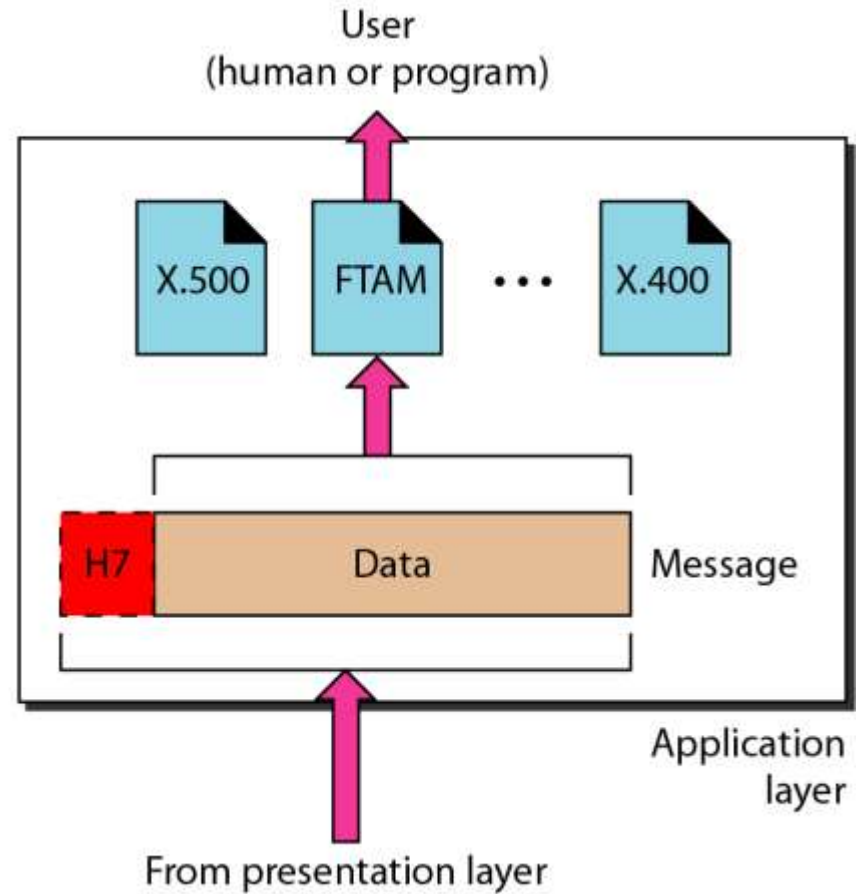 User
(human or program)
X.500
FTAM
...
X.400
H7
Data
Message
Application
layer
From presentation layer